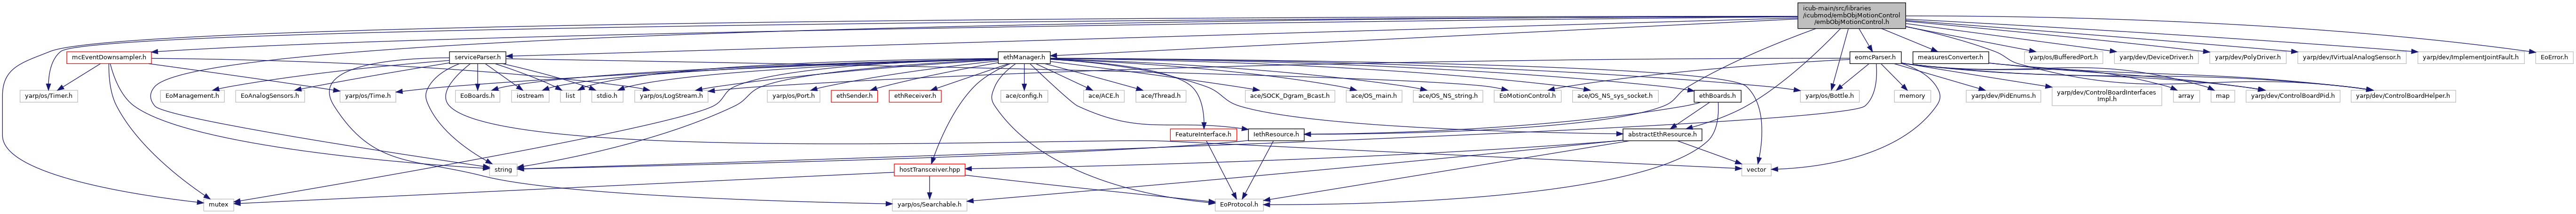 icub-main/src/libraries
/icubmod/embObjMotionControl
/embObjMotionControl.h
mcEventDownsampler.h
serviceParser.h
ethManager.h
eomcParser.h
measuresConverter.h
yarp/os/BufferedPort.h
yarp/dev/DeviceDriver.h
yarp/dev/PolyDriver.h
yarp/dev/IVirtualAnalogSensor.h
yarp/dev/ImplementJointFault.h
EoError.h
yarp/os/Timer.h
EoManagement.h
EoAnalogSensors.h
yarp/os/Time.h
EoBoards.h
iostream
list
stdio.h
yarp/os/LogStream.h
yarp/os/Port.h
ethSender.h
ethReceiver.h
ace/config.h
ace/ACE.h
ace/Thread.h
ace/SOCK_Dgram_Bcast.h
ace/OS_main.h
ace/OS_NS_string.h
EoMotionControl.h
ace/OS_NS_sys_socket.h
ethBoards.h
yarp/os/Bottle.h
memory
yarp/dev/PidEnums.h
yarp/dev/ControlBoardInterfaces
Impl.h
array
map
yarp/dev/ControlBoardPid.h
yarp/dev/ControlBoardHelper.h
FeatureInterface.h
IethResource.h
abstractEthResource.h
string
hostTransceiver.hpp
vector
mutex
yarp/os/Searchable.h
EoProtocol.h